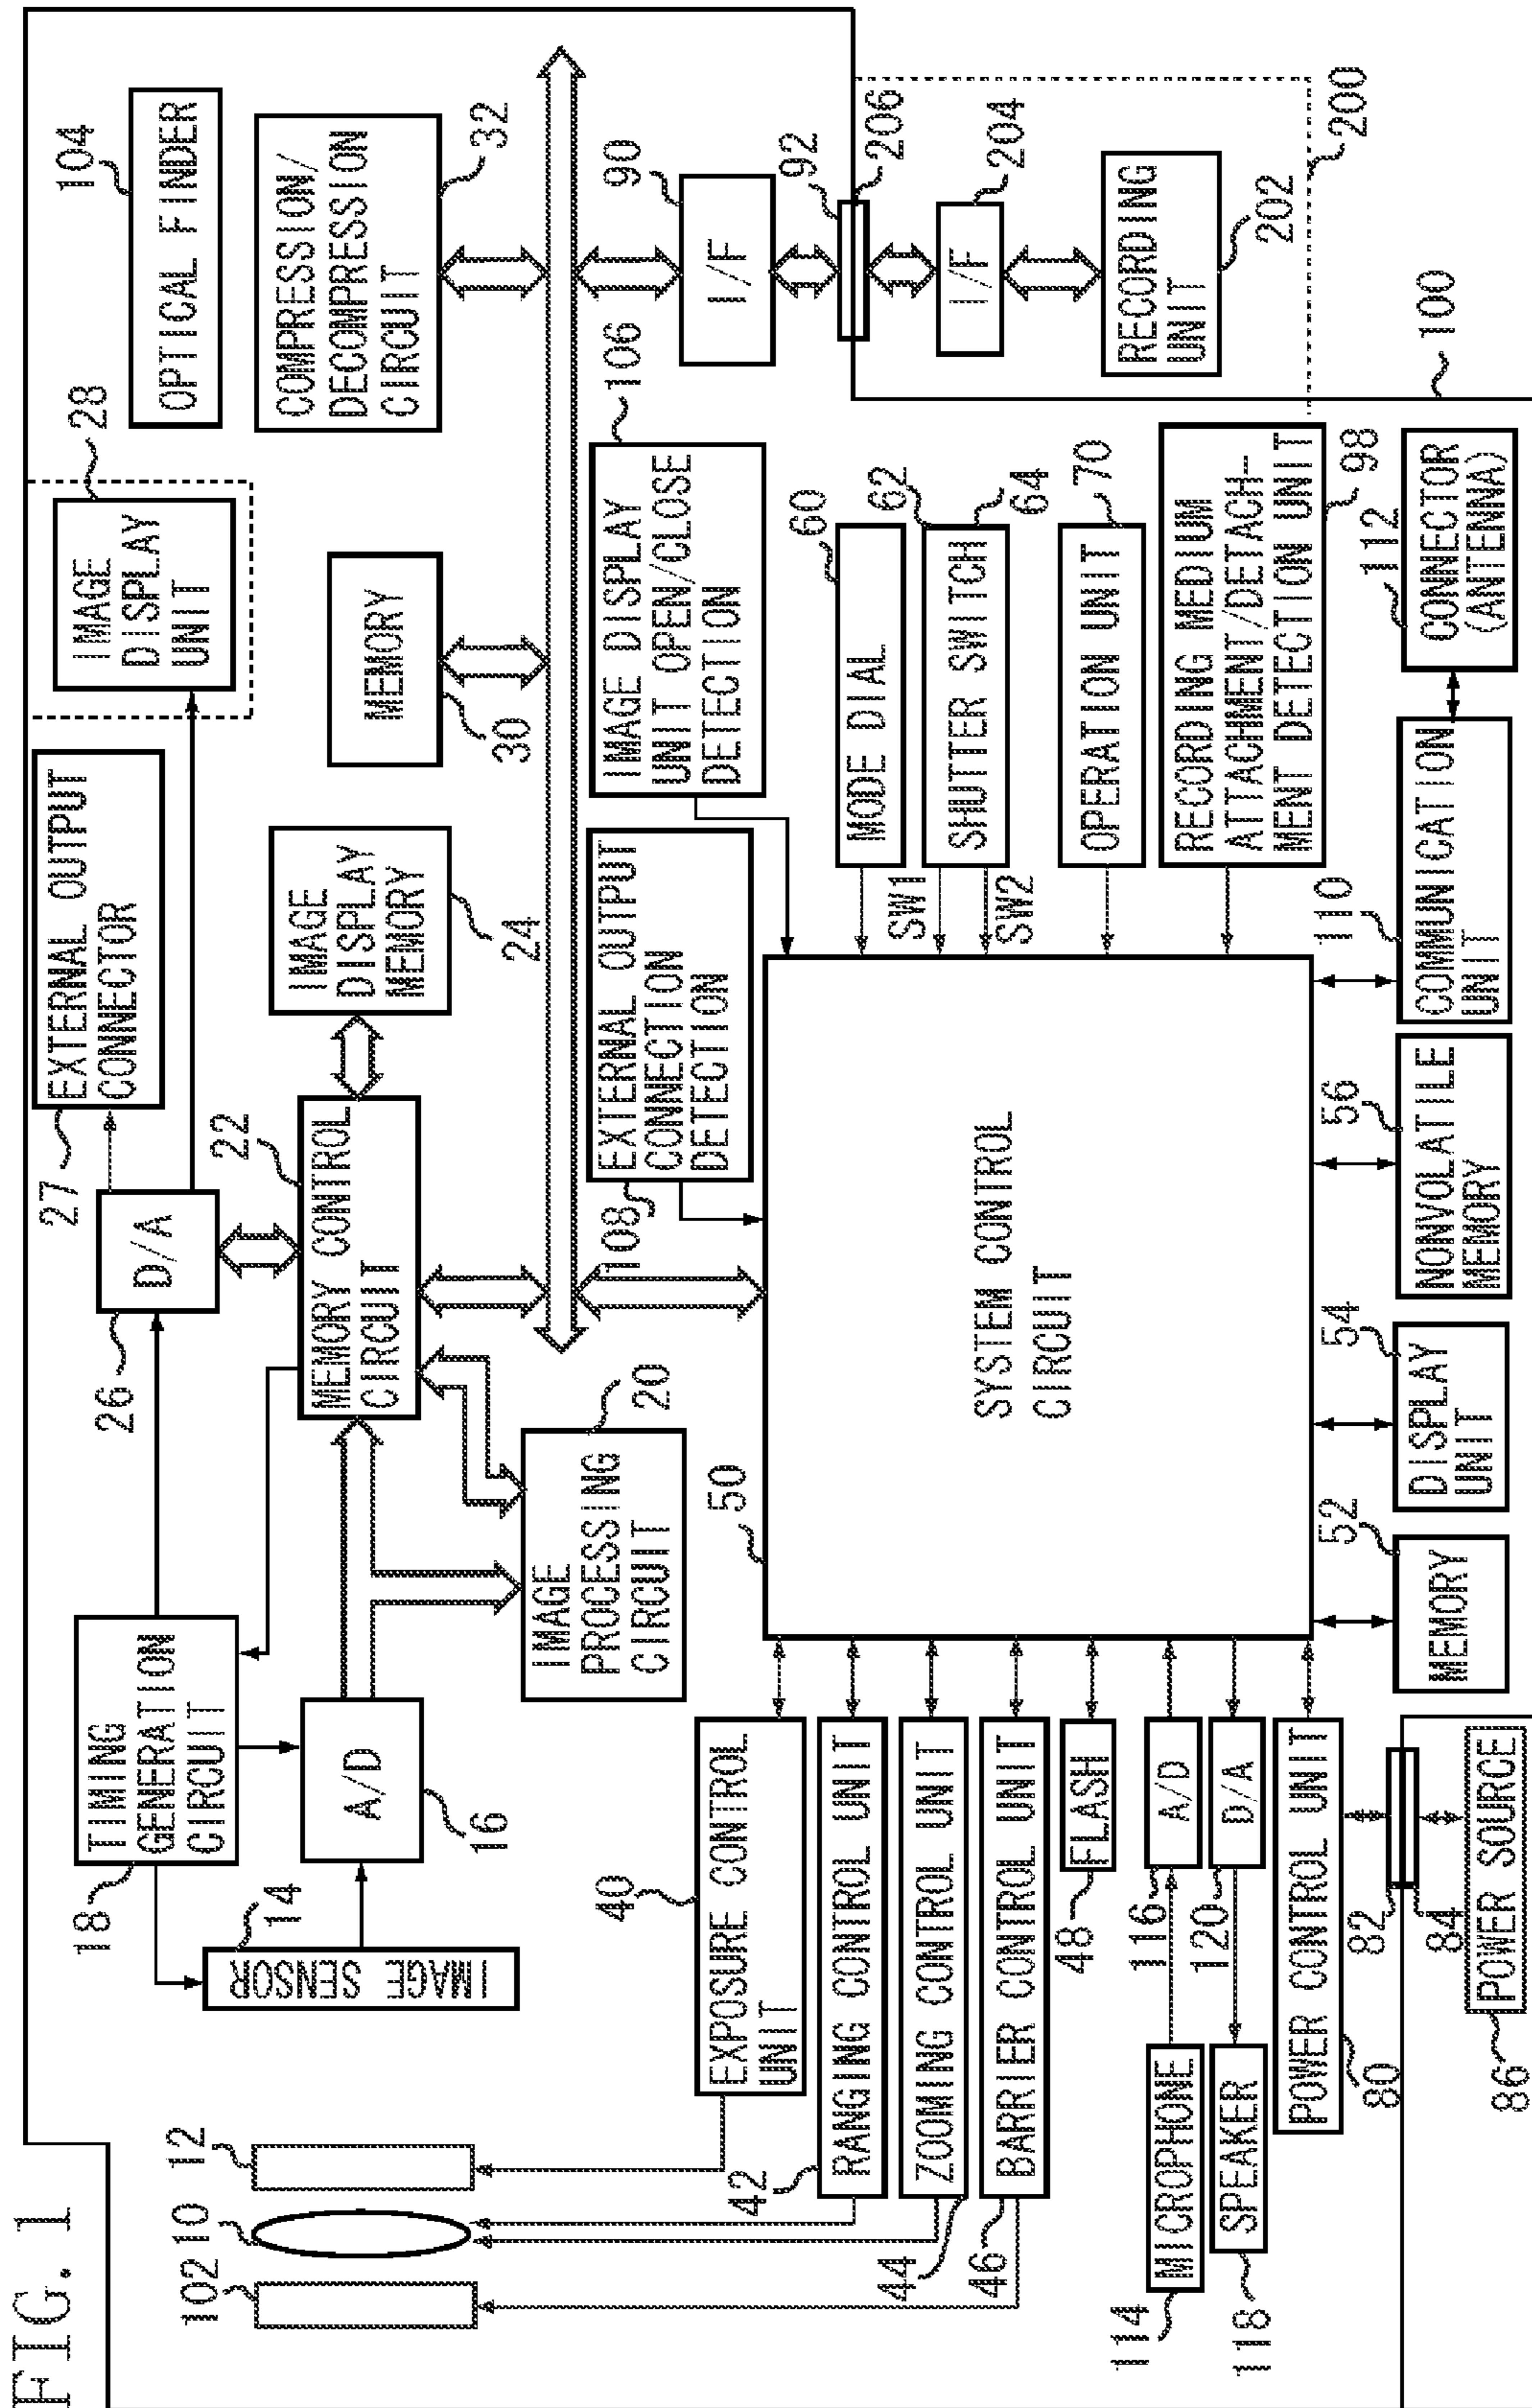 FIG. 1
102
10
12
14
IMAGE SENSOR
18
TIMING
GENERATION
CIRCUIT
A/D
16
26
D/A
27
EXTERNAL OUTPUT
CONNECTOR
IMAGE
DISPLAY
UNIT
28
104
OPTICAL FINDER
22
MEMORY CONTROL
CIRCUIT
IMAGE
DISPLAY
MEMORY
24
MEMORY
30
COMPRESSION/
DECOMPRESSION
CIRCUIT
32
IMAGE
PROCESSING
CIRCUIT
20
108
EXTERNAL OUTPUT
CONNECTION
DETECTION
IMAGE DISPLAY
UNIT OPEN/CLOSE
DETECTION
106
I/F
90
92
206
I/F
204
RECORDING
UNIT
202
200
100
40
EXPOSURE CONTROL
UNIT
42
RANGING CONTROL UNIT
44
ZOOMING CONTROL UNIT
46
BARRIER CONTROL UNIT
48
FLASH
114
MICROPHONE
116
A/D
118
SPEAKER
120
D/A
POWER CONTROL UNIT
80
82
84
86
POWER SOURCE
50
SYSTEM CONTROL
CIRCUIT
MODE DIAL
60
SW1
SHUTTER SWITCH
62
64
SW2
OPERATION UNIT
70
RECORDING MEDIUM
ATTACHMENT/DETACH-
MENT DETECTION UNIT
98
52
MEMORY
54
DISPLAY
UNIT
56
NONVOLATILE
MEMORY
110
COMMUNICATION
UNIT
112
CONNECTOR
(ANTENNA)